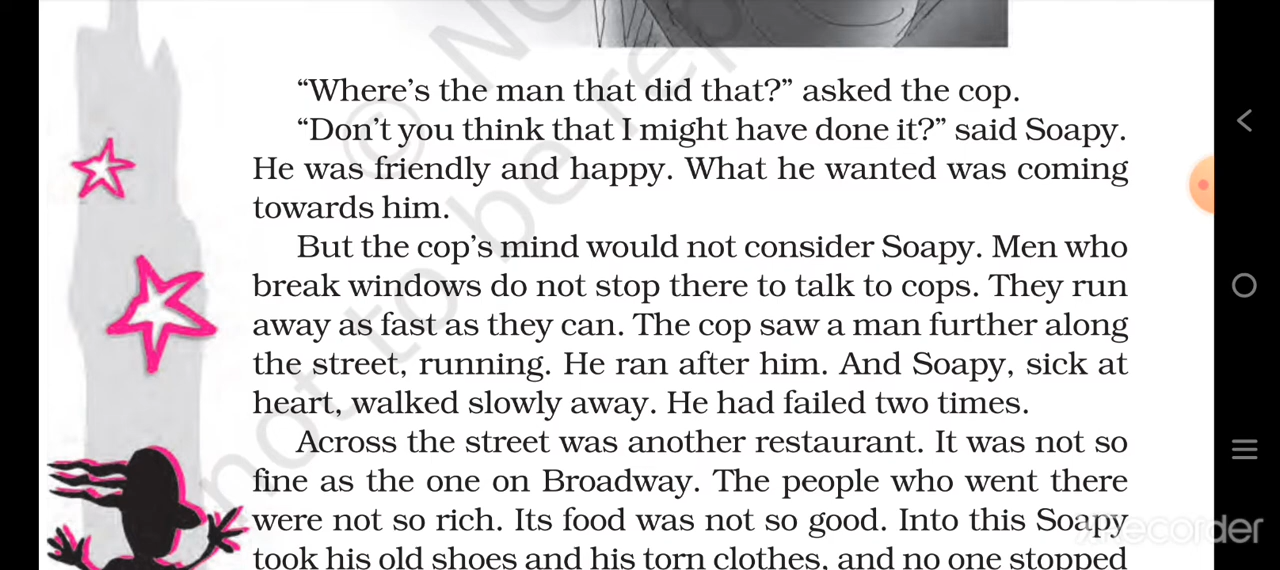 “Where’s the man that did that?” asked the cop.
“Don’t you think that I might have done it?” said Soapy.
He was friendly and happy. What he wanted was coming
towards him.
But the cop’s mind would not consider Soapy. Men who
break windows do not stop there to talk to cops. They run
away as fast as they can. The cop saw a man further along
the street, running. He ran after him. And Soapy, sick at
heart, walked slowly away. He had failed two times.
Across the street was another restaurant. It was not so
fine as the one on Broadway. The people who went there
were not so rich. Its food was not so good. Into this Soapy
took his old shoes and his torn clothes, and no one stopped
not to be rep
© N
Recorder